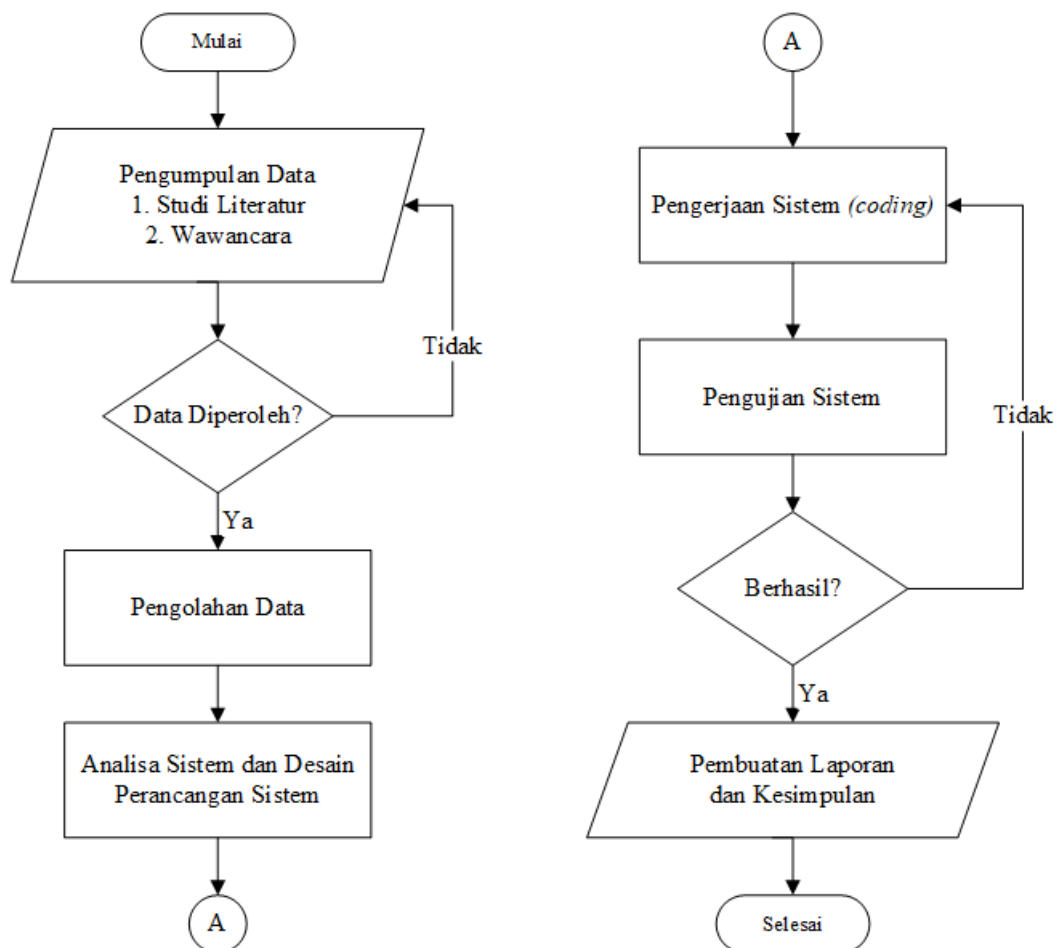 Mulai
Pengumpulan Data
1. Studi Literatur
2. Wawancara
Tidak
Data Diperoleh?
Ya
Pengolahan Data
Analisa Sistem dan Desain
Perancangan Sistem
A
A
Pengerjaan Sistem (coding)
Pengujian Sistem
Tidak
Berhasil?
Ya
Pembuatan Laporan
dan Kesimpulan
Selesai